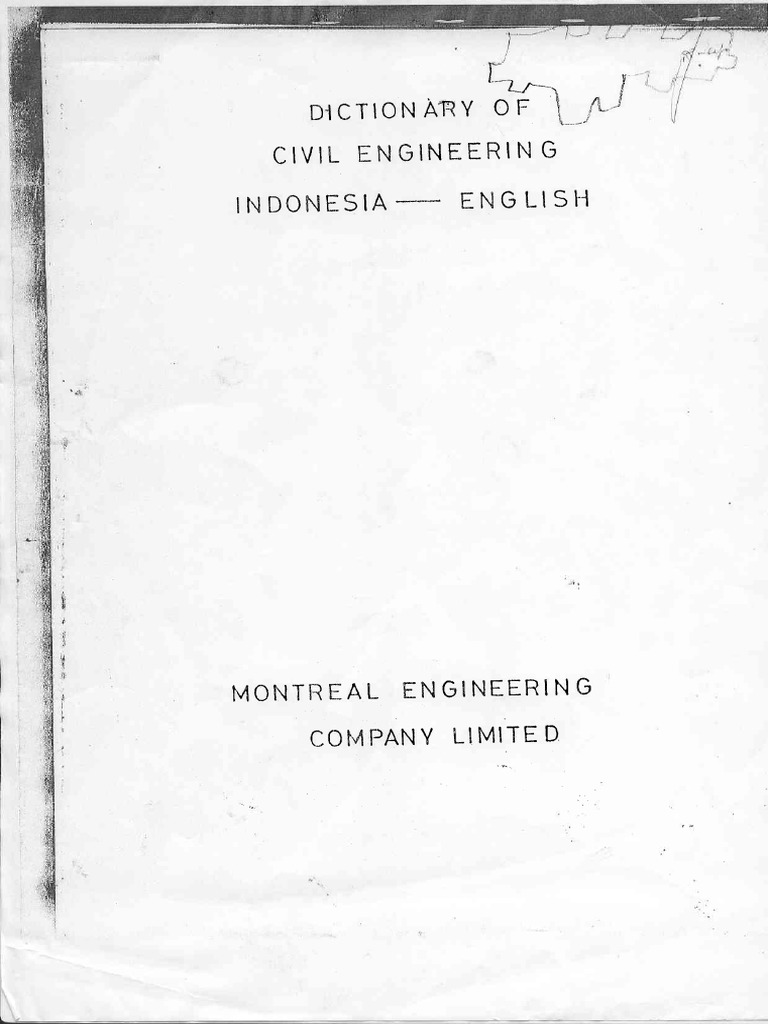 DICTIONARY OF
CIVIL ENGINEERING
INDONESIA — ENGLISH
MONTREAL ENGINEERING
COMPANY LIMITED